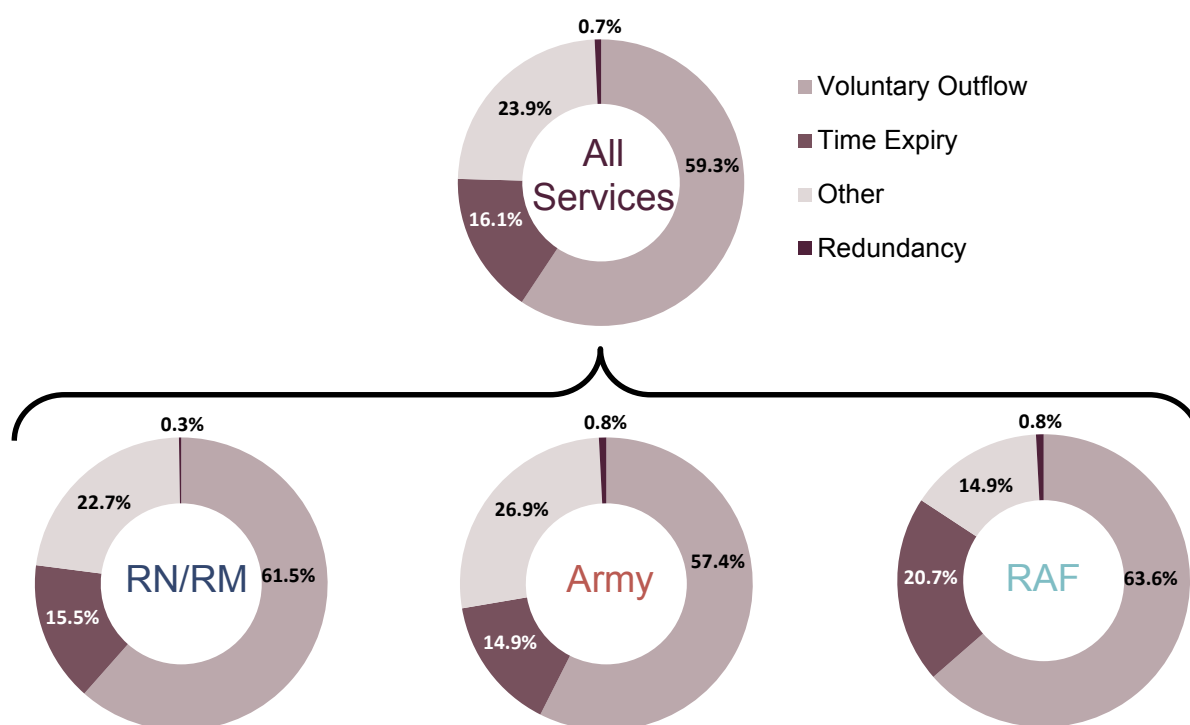 0.7%
23.9%
All
Services
59.3%
16.1%
Voluntary Outflow
Time Expiry
Other
Redundancy
0.3%
22.7%
RN/RM
61.5%
15.5%
0.8%
26.9%
Army
57.4%
14.9%
0.8%
14.9%
RAF
63.6%
20.7%